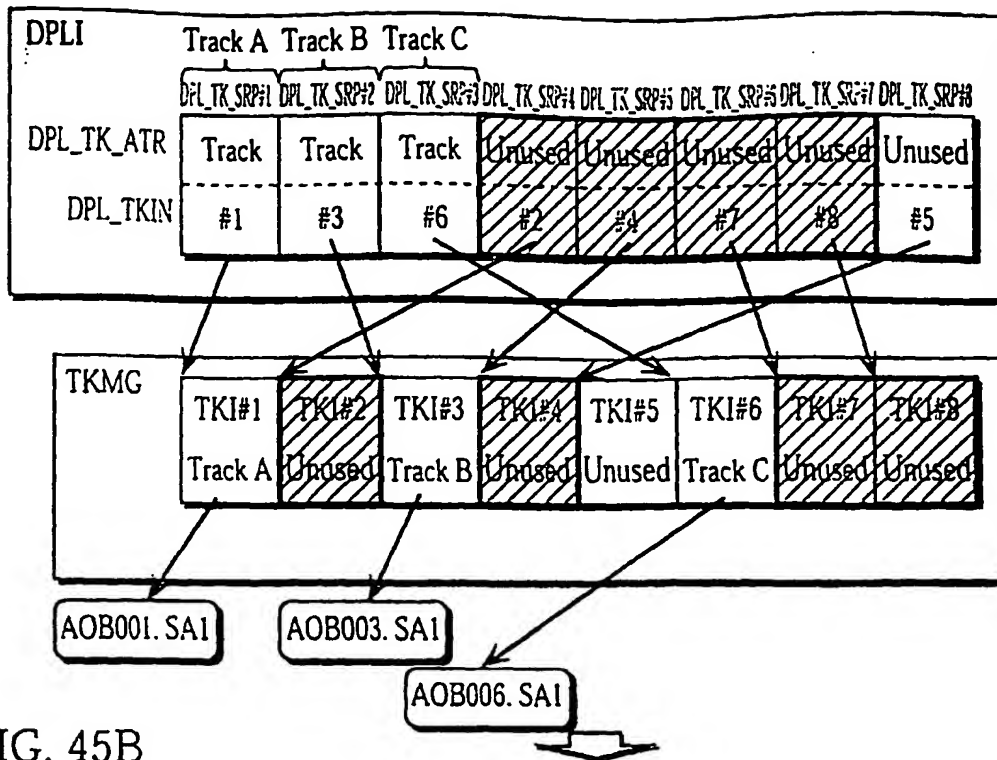 DPLI
Track A Track B Track C
DPL_TK_SRP#1 DPL_TK_SRP#2 DPL_TK_SRP#3 DPL_TK_SRP#4 DPL_TK_SRP#5 DPL_TK_SRP#6 DPL_TK_SRP#7 DPL_TK_SRP#8
DPL_TK_ATR Track Track Track Unused Unused Unused Unused Unused
DPL_TKIN #1 #3 #6 #2 #4 #7 #8 #5
TKMG
TKI#1 TKI#2 TKI#3 TKI#4 TKI#5 TKI#6 TKI#7 TKI#8
Track A Unused Track B Unused Unused Track C Unused Unused
AOB001. SA1 AOB003. SA1
AOB006. SA1
IG. 45B